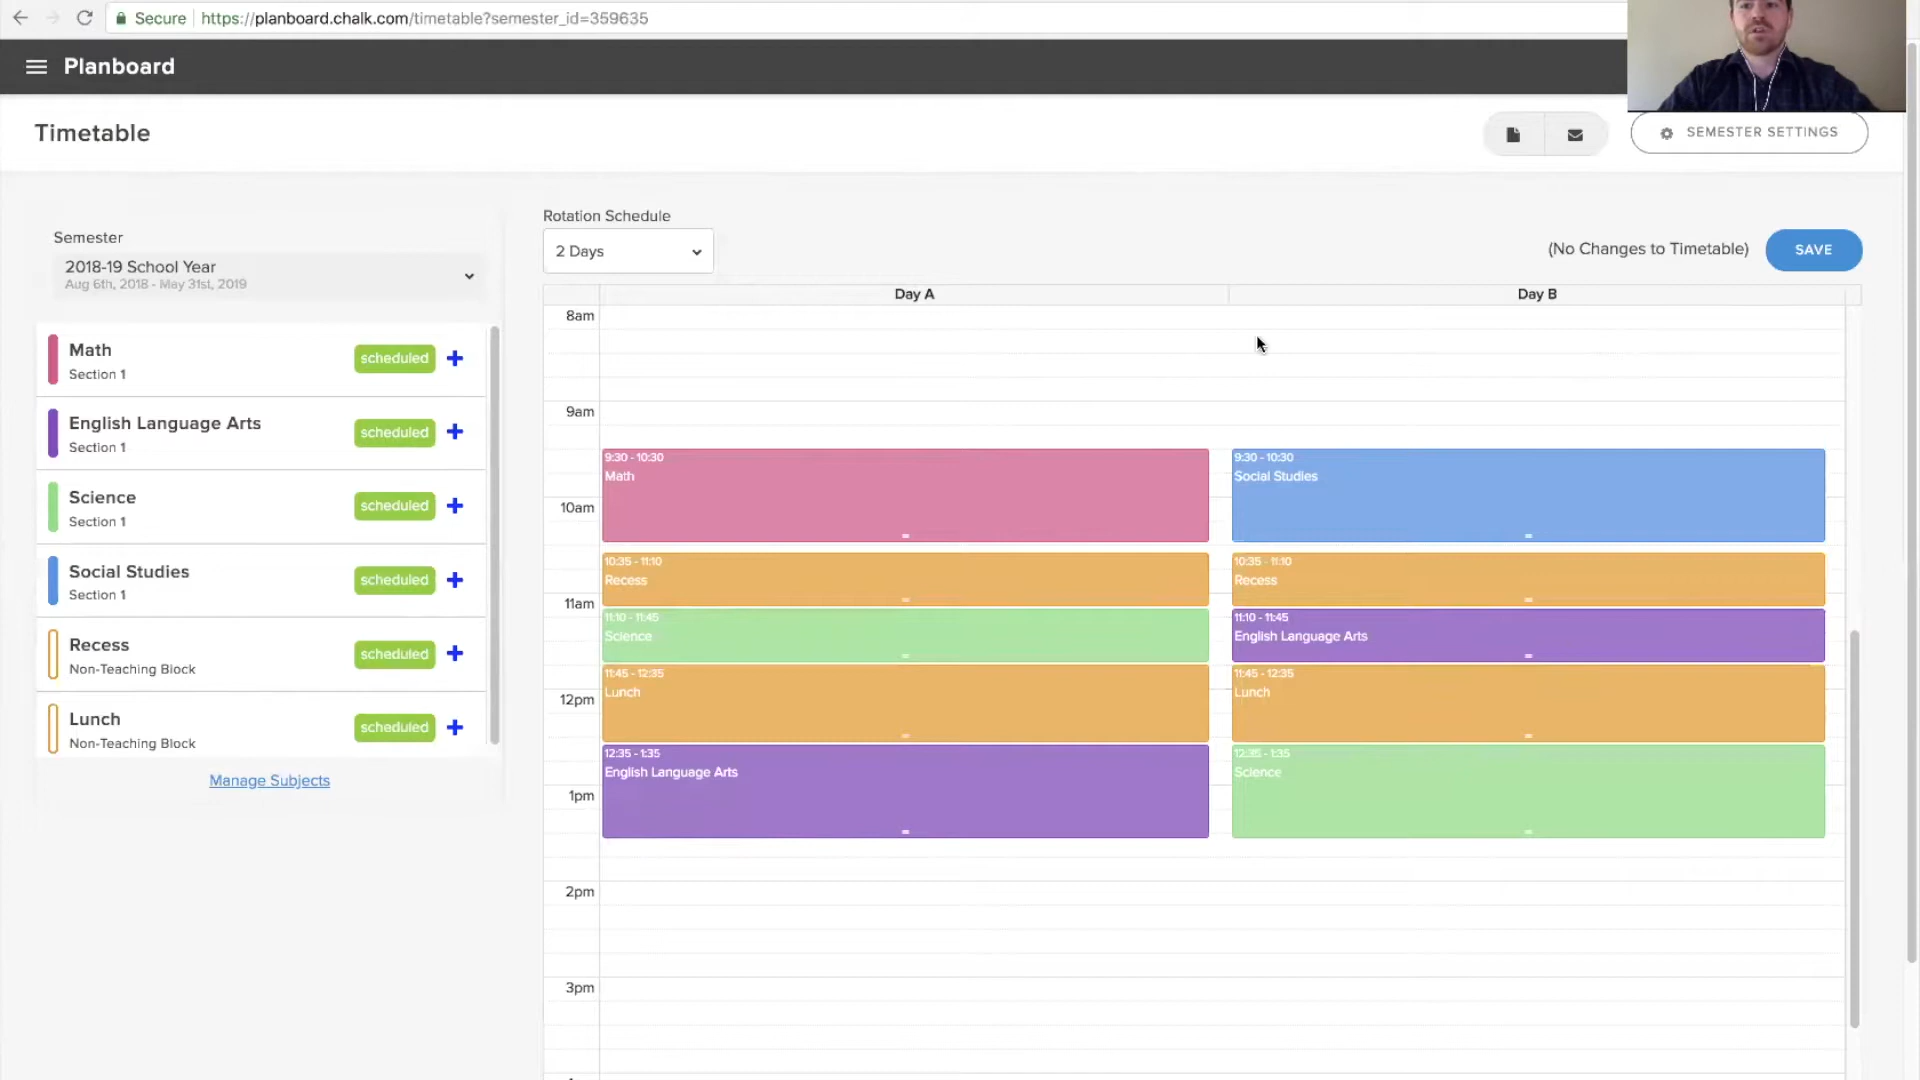 Secure https://planboard.chalk.com/timetable?semester_id=359635
Planboard
Timetable
SEMESTER SETTINGS
Semester
2018-19 School Year
Aug 6th, 2018 - May 31st, 2019
Math
Section 1
scheduled
English Language Arts
Section 1
scheduled
Science
Section 1
scheduled
Social Studies
Section 1
scheduled
Recess
Non-Teaching Block
scheduled
Lunch
Non-Teaching Block
scheduled
Manage Subjects
Rotation Schedule
2 Days
(No Changes to Timetable)
SAVE
Day A
Day B
8am
9am
10am
11am
12pm
1pm
2pm
3pm
9:30 - 10:30
Math
10:35 - 11:10
Recess
11:10 - 11:45
Science
11:45 - 12:35
Lunch
12:35 - 1:35
English Language Arts
9:30 - 10:30
Social Studies
10:35 - 11:10
Recess
11:10 - 11:45
English Language Arts
11:45 - 12:35
Lunch
12:35 - 1:35
Science